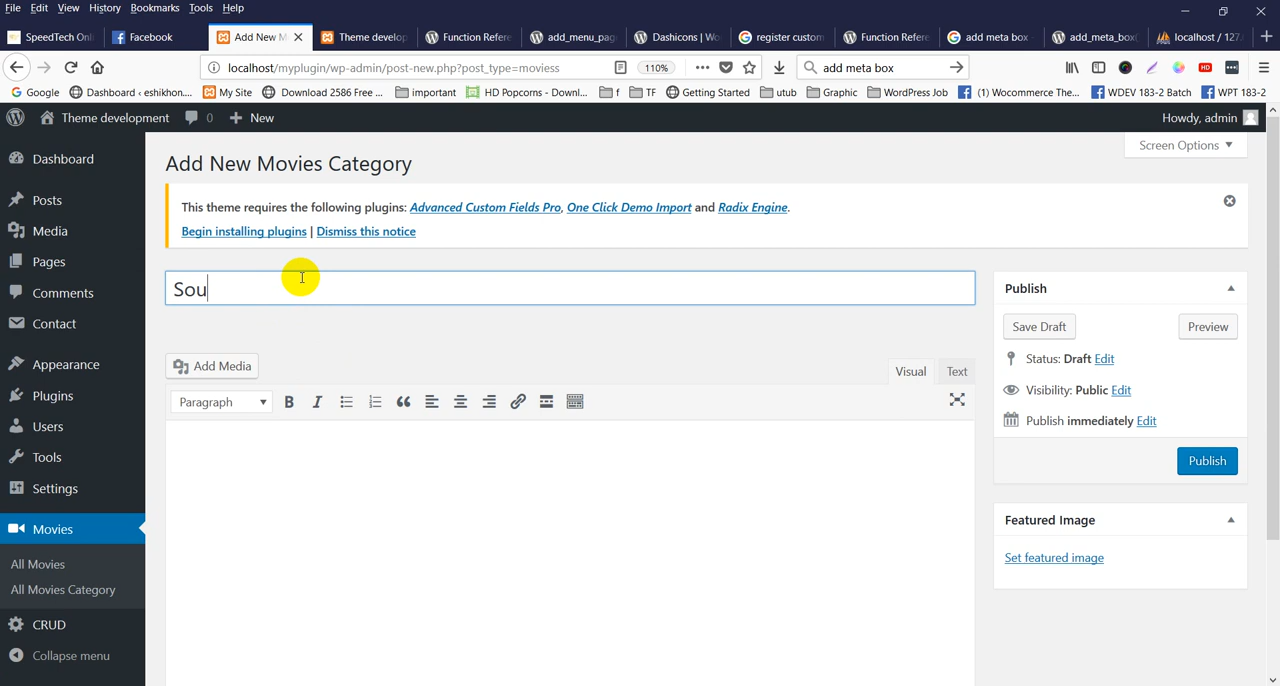 File Edit View History Bookmarks Tools Help
SpeedTech Onl Facebook Add New M Theme develop Function Refere add_menu_pag Dashicons | Wo register custom Function Refere add meta box - add_meta_box( localhost / 127.
localhost/myplugin/wp-admin/post-new.php?post_type=moviess 110% add meta box
Google Dashboard ‹ eshikhon.... My Site Download 2586 Free ... important HD Popcorns - Downl... f TF Getting Started utub Graphic WordPress Job (1) Wocommerce The... WDEV 183-2 Batch WPT 183-2
Theme development 0 New Howdy, admin
Screen Options
Add New Movies Category
This theme requires the following plugins: Advanced Custom Fields Pro, One Click Demo Import and Radix Engine.
Begin installing plugins | Dismiss this notice
Dashboard
Posts
Media
Pages
Comments
Contact
Appearance
Plugins
Users
Tools
Settings
Movies
All Movies
All Movies Category
CRUD
Collapse menu
Sou
Add Media
Visual Text
Paragraph B I
Publish
Save Draft Preview
Status: Draft Edit
Visibility: Public Edit
Publish immediately Edit
Publish
Featured Image
Set featured image